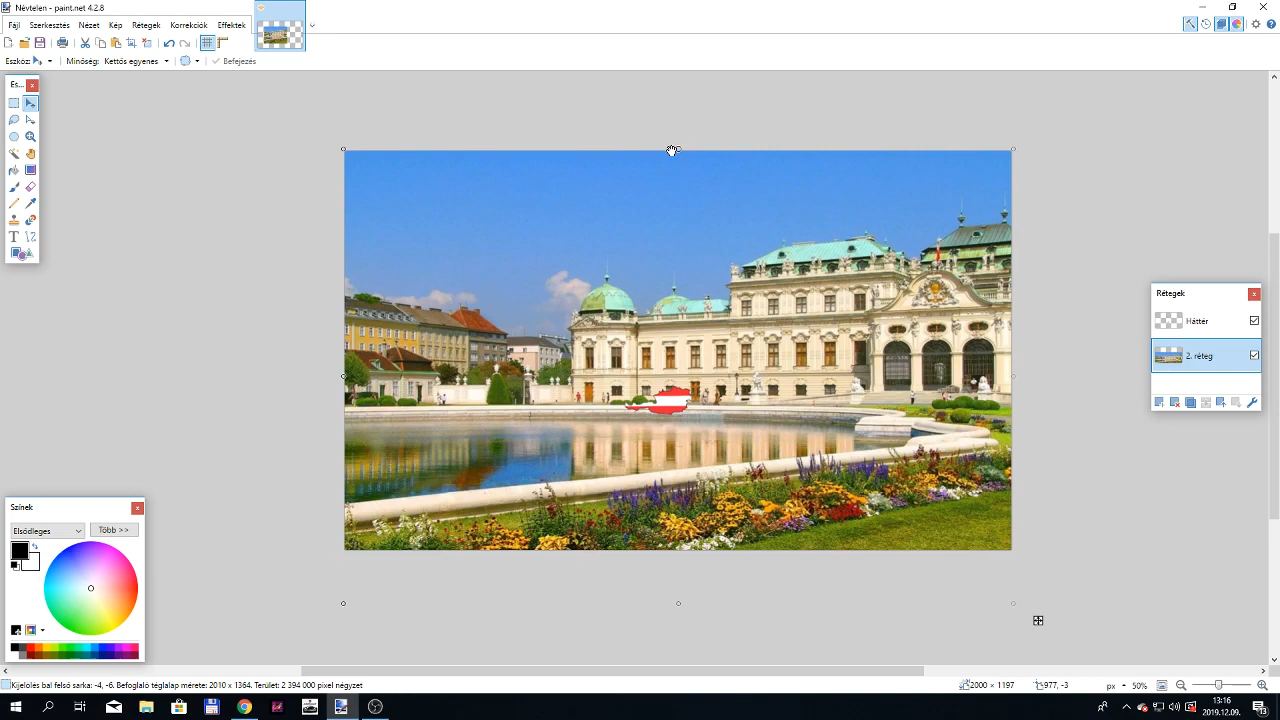 Névtelen - paint.net 4.2.8
Fájl Szerkesztés Nézet Kép Rétegek Korrekciók Effektek
Eszköz: Minőség: Kettős egyenes Befejezés
Es...
Rétegek
Háttér
2. réteg
Színek
Elsődleges Több >>
Kijelölés bal felső sarka: -4, -6. Befoglaló téglalap mérete: 2010 x 1364. Terület: 2 394 000 pixel négyzet
2000 × 1197
977, -3
px
50%
13:16
2019.12.09.
13